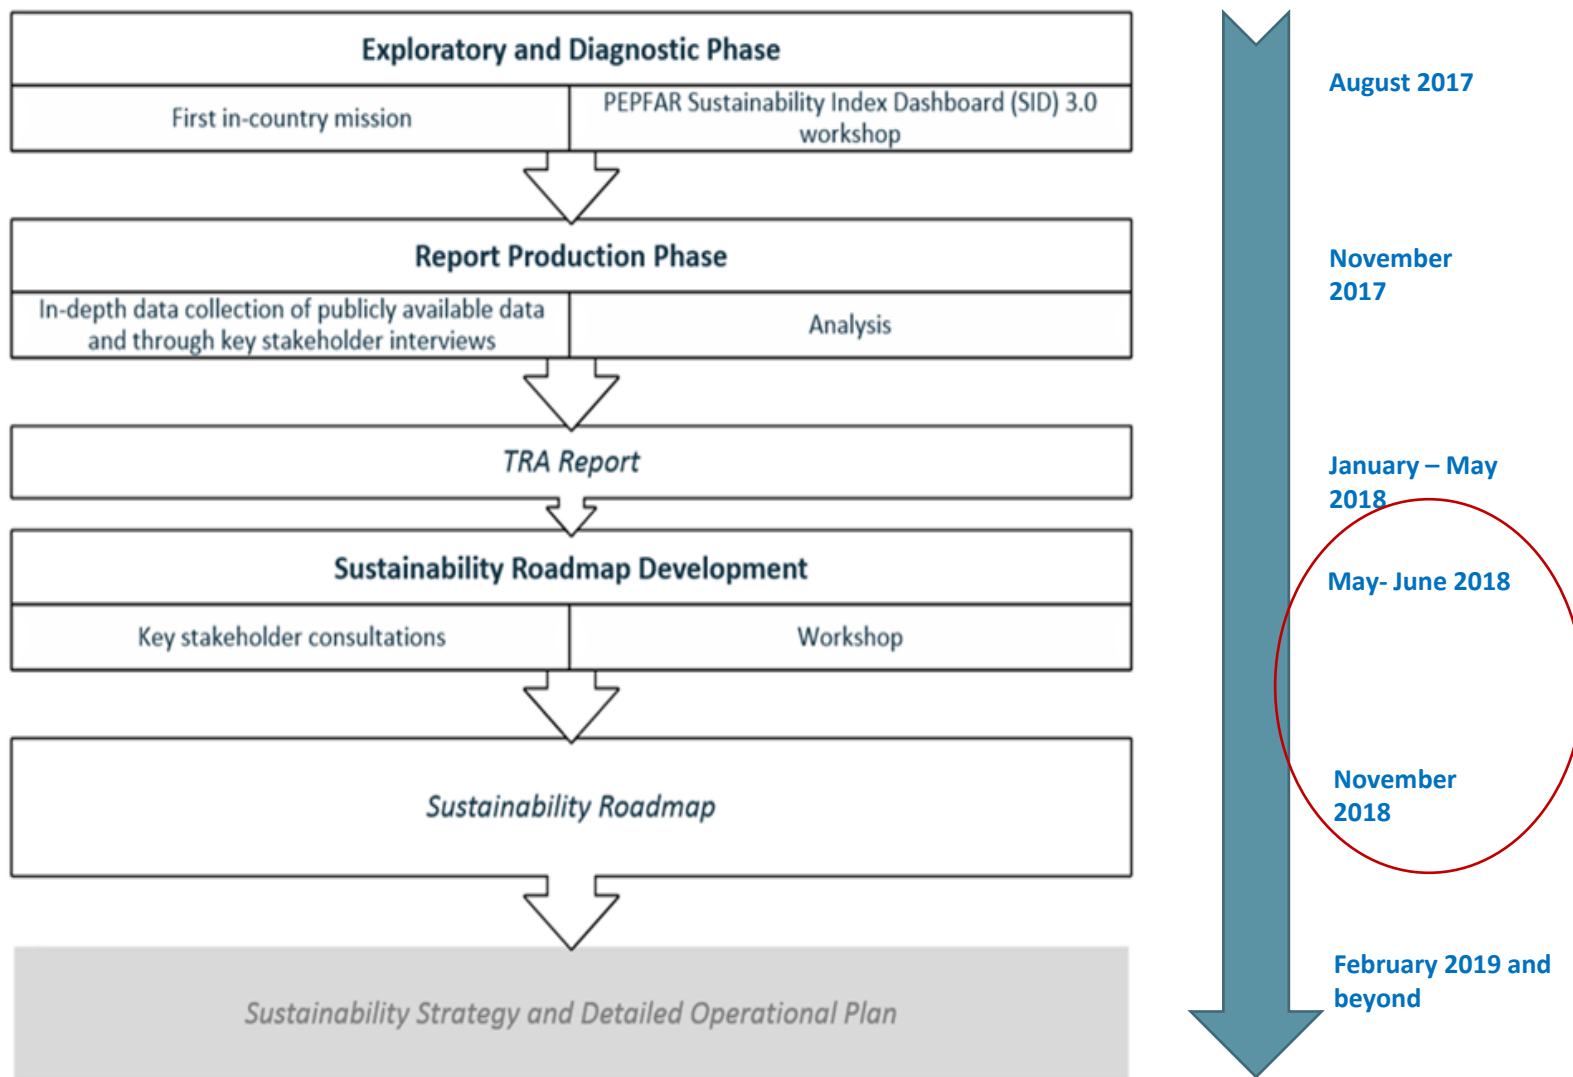 Exploratory and Diagnostic Phase
First in-country mission
PEPFAR Sustainability Index Dashboard (SID) 3.0
workshop
August 2017
Report Production Phase
In-depth data collection of publicly available data
and through key stakeholder interviews
Analysis
November
2017
TRA Report
January – May
2018
Sustainability Roadmap Development
Key stakeholder consultations
Workshop
May- June 2018
Sustainability Roadmap
November
2018
Sustainability Strategy and Detailed Operational Plan
February 2019 and
beyond